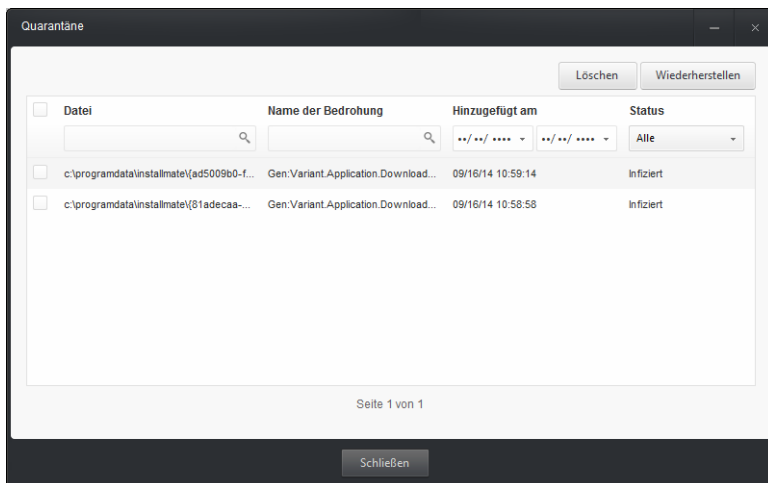 Quarantäne
Löschen Wiederherstellen
Datei Name der Bedrohung Hinzugefügt am Status
••/••/•••• ••/••/•••• Alle
c:\programdata\installmate\{ad5009b0-f... Gen:Variant.Application.Download... 09/16/14 10:59:14 Infiziert
c:\programdata\installmate\{81adecaa-... Gen:Variant.Application.Download... 09/16/14 10:58:58 Infiziert
Seite 1 von 1
Schließen